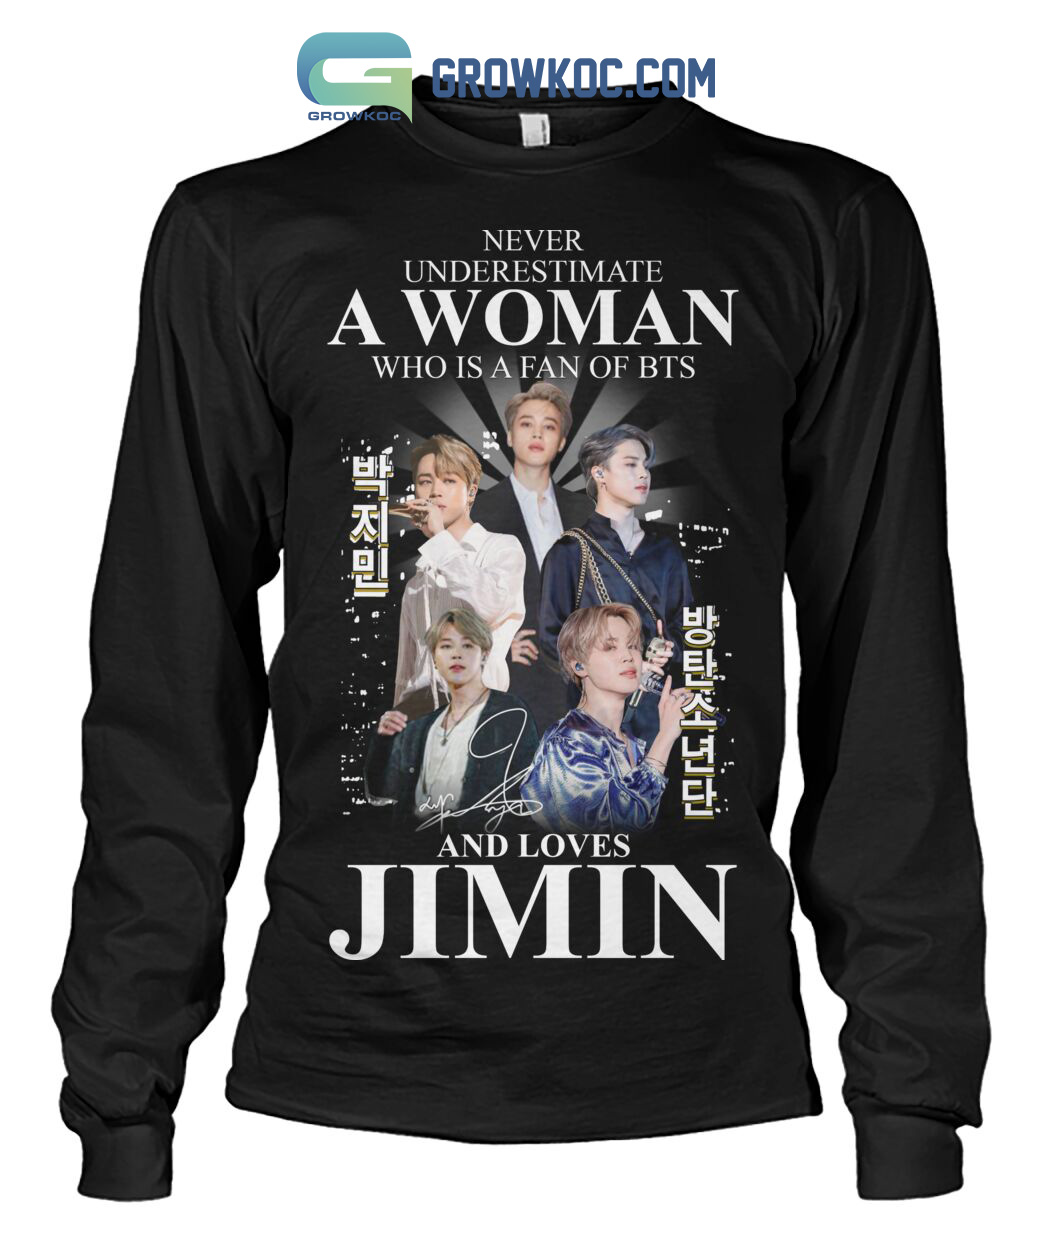 GROWKOC.COM
GROWKOC
NEVER
UNDERESTIMATE
A WOMAN
WHO IS A FAN OF BTS
박지민
방탄소년단
AND LOVES
JIMIN